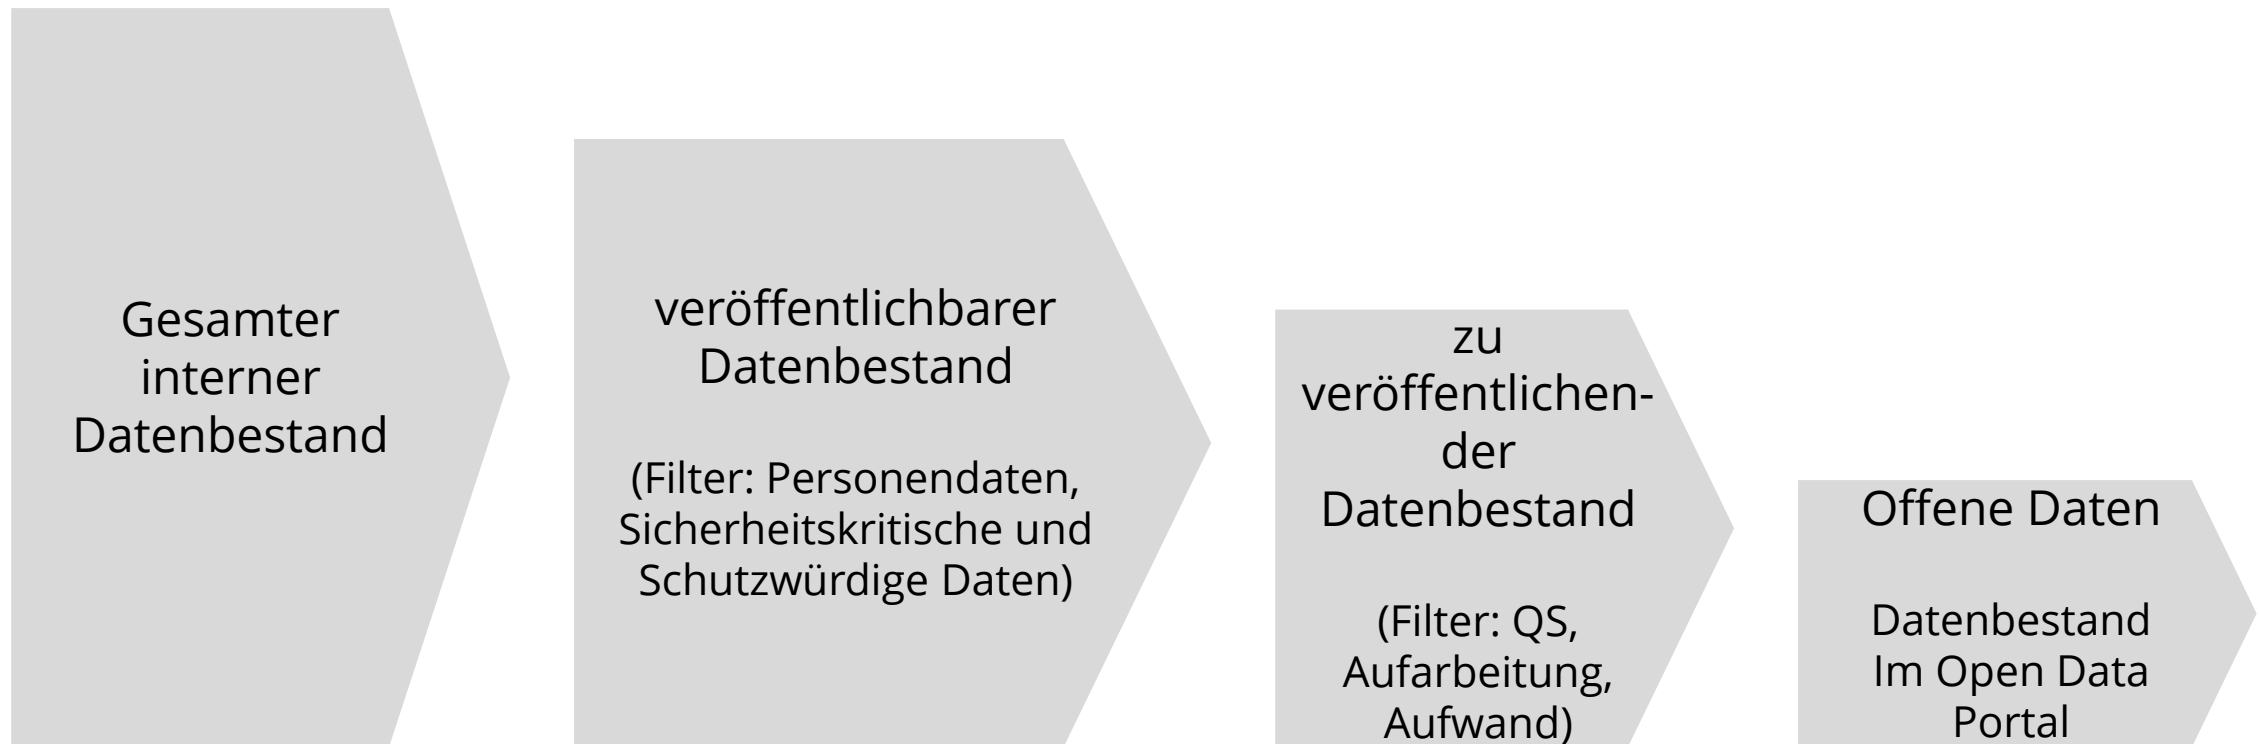 Gesamter
interner
Datenbestand
veröffentlichbarer
Datenbestand
(Filter: Personendaten,
Sicherheitskritische und
Schutzwürdige Daten)
zu
veröffentlichen-
der
Datenbestand
(Filter: QS,
Aufarbeitung,
Aufwand)
Offene Daten
Datenbestand
Im Open Data
Portal